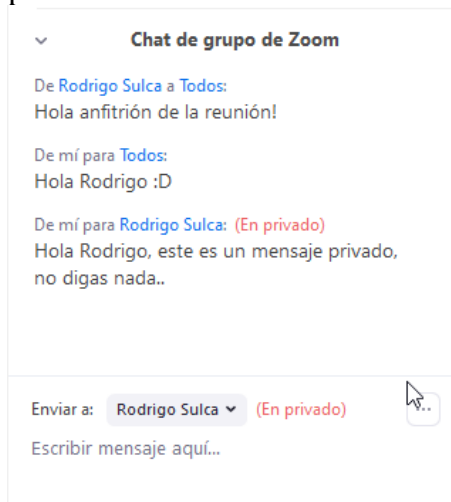 Chat de grupo de Zoom
De Rodrigo Sulca a Todos:
Hola anfitrión de la reunión!
De mí para Todos:
Hola Rodrigo :D
De mí para Rodrigo Sulca: (En privado)
Hola Rodrigo, este es un mensaje privado,
no digas nada..
Enviar a: Rodrigo Sulca (En privado)
Escribir mensaje aquí...